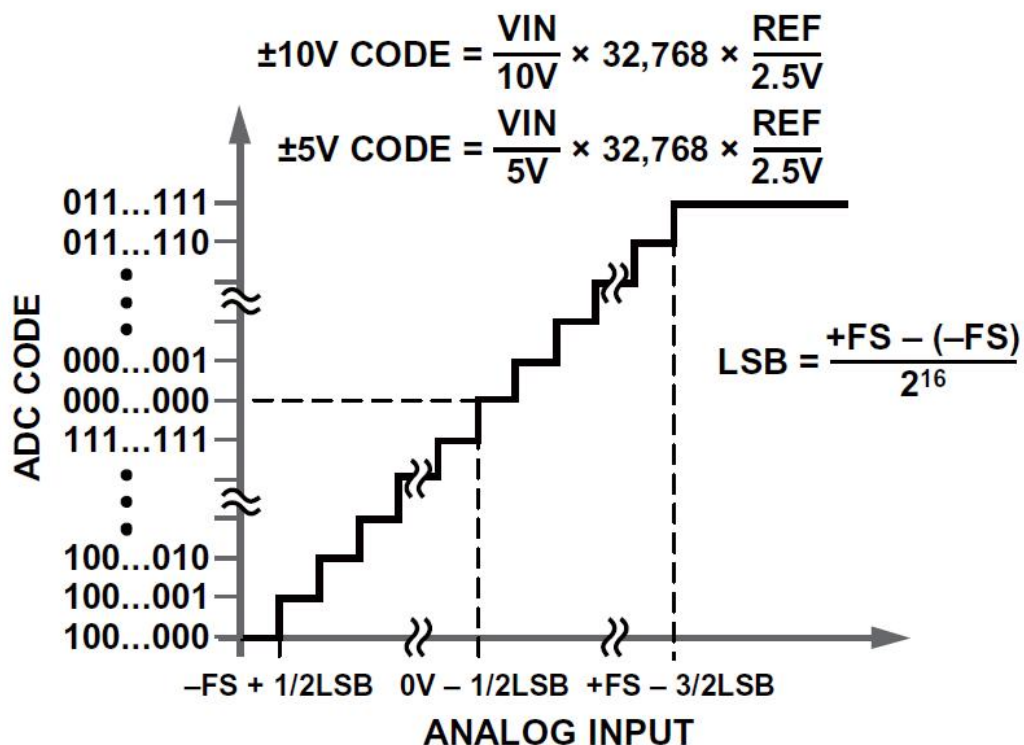 ±10V CODE = VIN/10V × 32,768 × REF/2.5V
±5V CODE = VIN/5V × 32,768 × REF/2.5V
011...111
011...110
000...001
000...000
111...111
100...010
100...001
100...000
ADC CODE
LSB = +FS – (–FS)/2¹⁶
–FS + 1/2LSB 0V – 1/2LSB +FS – 3/2LSB
ANALOG INPUT